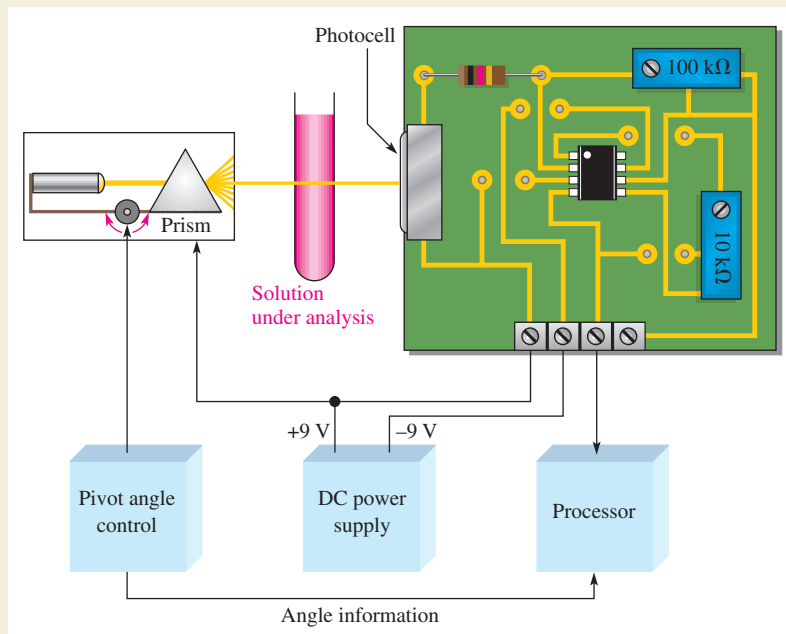 Photocell
100 kΩ
10 kΩ
Prism
Solution
under analysis
+9 V
–9 V
Pivot angle
control
DC power
supply
Processor
Angle information